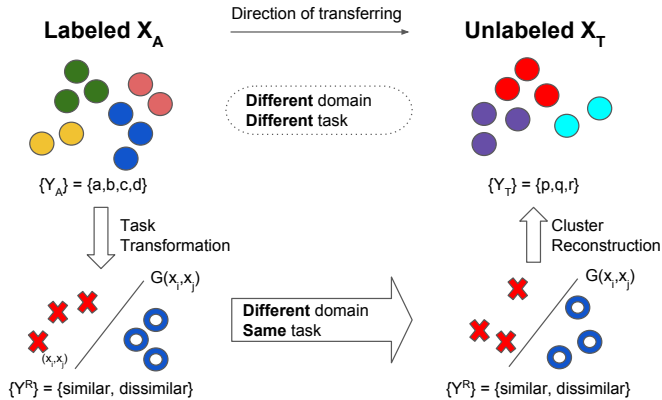 Labeled X_A
Direction of transferring
Unlabeled X_T
Different domain
Different task
{Y_A} = {a,b,c,d}
{Y_T} = {p,q,r}
Task
Transformation
Cluster
Reconstruction
G(x_i,x_j)
G(x_i,x_j)
Different domain
Same task
(x_i,x_j)
{Y^R} = {similar, dissimilar}
{Y^R} = {similar, dissimilar}